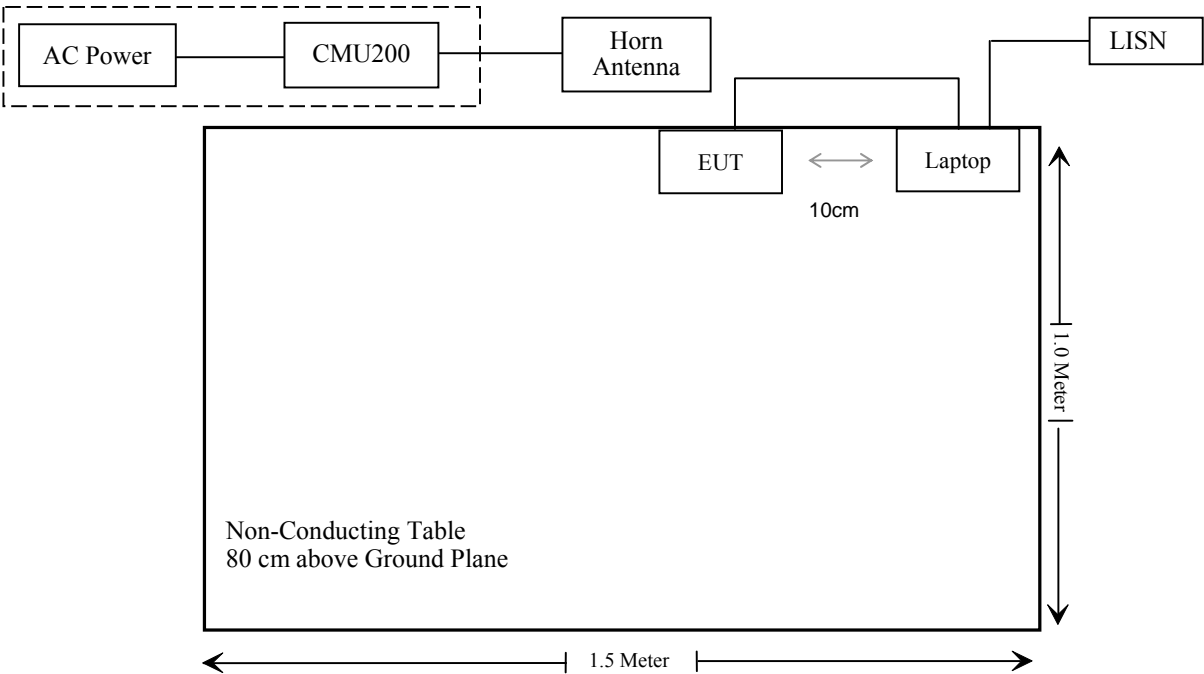 AC Power
CMU200
Horn
Antenna
LISN
EUT
Laptop
10cm
1.0 Meter
Non-Conducting Table
80 cm above Ground Plane
1.5 Meter